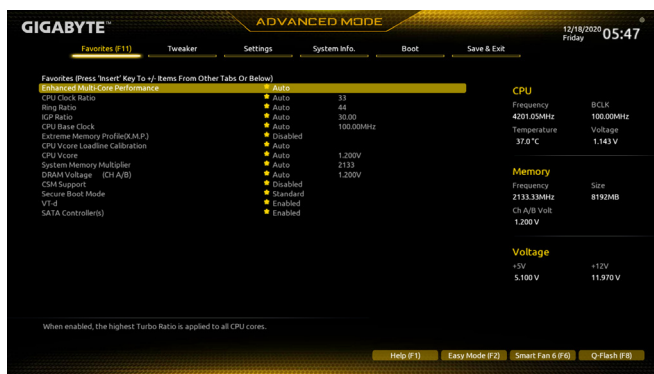 GIGABYTE™
ADVANCED MODE
12/18/2020 Friday 05:47
Favorites (F11) Tweaker Settings System Info. Boot Save & Exit
Favorites (Press 'Insert' Key To +/- Items From Other Tabs Or Below)
Enhanced Multi-Core Performance Auto
CPU Clock Ratio Auto 33
Ring Ratio Auto 44
IGP Ratio Auto 30.00
CPU Base Clock Auto 100.00MHz
Extreme Memory Profile(X.M.P.) Disabled
CPU Vcore Loadline Calibration Auto
CPU Vcore Auto 1.200V
System Memory Multiplier Auto 2133
DRAM Voltage (CH A/B) Auto 1.200V
CSM Support Disabled
Secure Boot Mode Standard
VT-d Enabled
SATA Controller(s) Enabled
CPU
Frequency BCLK
4201.05MHz 100.00MHz
Temperature Voltage
37.0 °C 1.143 V
Memory
Frequency Size
2133.33MHz 8192MB
Ch A/B Volt
1.200 V
Voltage
+5V +12V
5.100 V 11.970 V
When enabled, the highest Turbo Ratio is applied to all CPU cores.
Help (F1) Easy Mode (F2) Smart Fan 6 (F6) Q-Flash (F8)